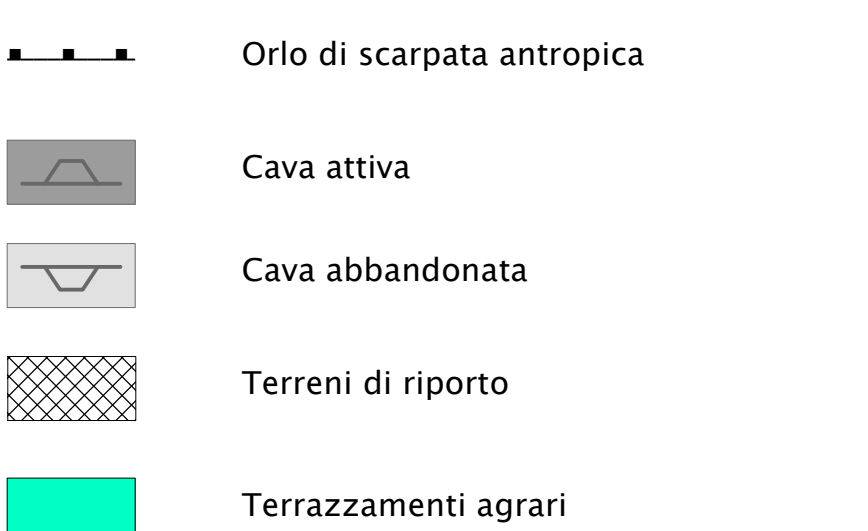 Orlo di scarpata antropica
Cava attiva
Cava abbandonata
Terreni di riporto
Terrazzamenti agrari